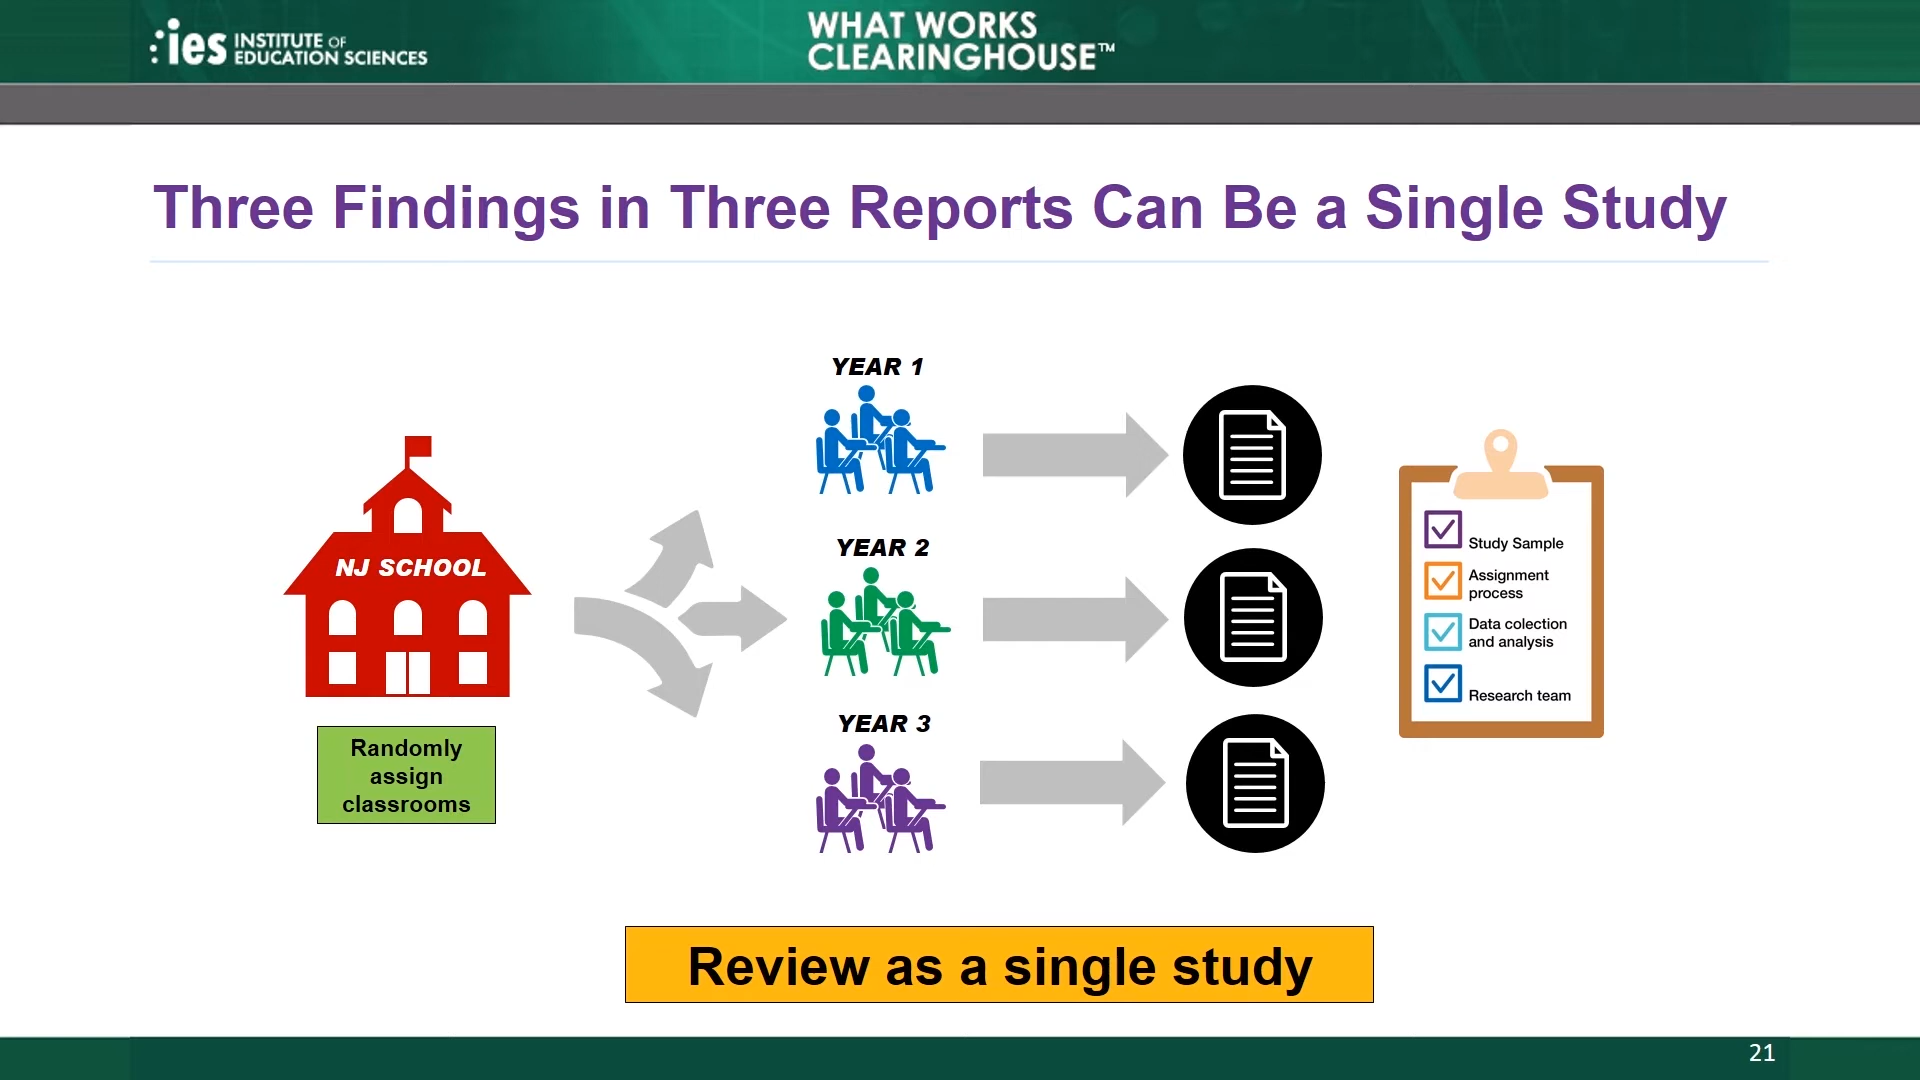 ies INSTITUTE OF
EDUCATION SCIENCES
WHAT WORKS
CLEARINGHOUSE™
Three Findings in Three Reports Can Be a Single Study
NJ SCHOOL
Randomly
assign
classrooms
YEAR 1
YEAR 2
YEAR 3
Study Sample
Assignment
process
Data colection
and analysis
Research team
Review as a single study
21